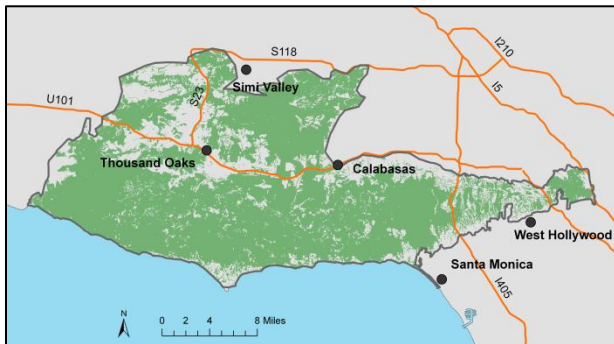 I210
S118
I5
Simi Valley
S23
U101
Thousand Oaks
Calabasas
West Hollywood
Santa Monica
I405
N
0 2 4 8 Miles